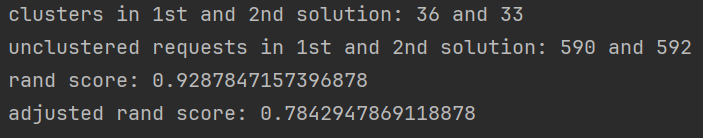 clusters in 1st and 2nd solution: 36 and 33
unclustered requests in 1st and 2nd solution: 590 and 592
rand score: 0.9287847157396878
adjusted rand score: 0.7842947869118878